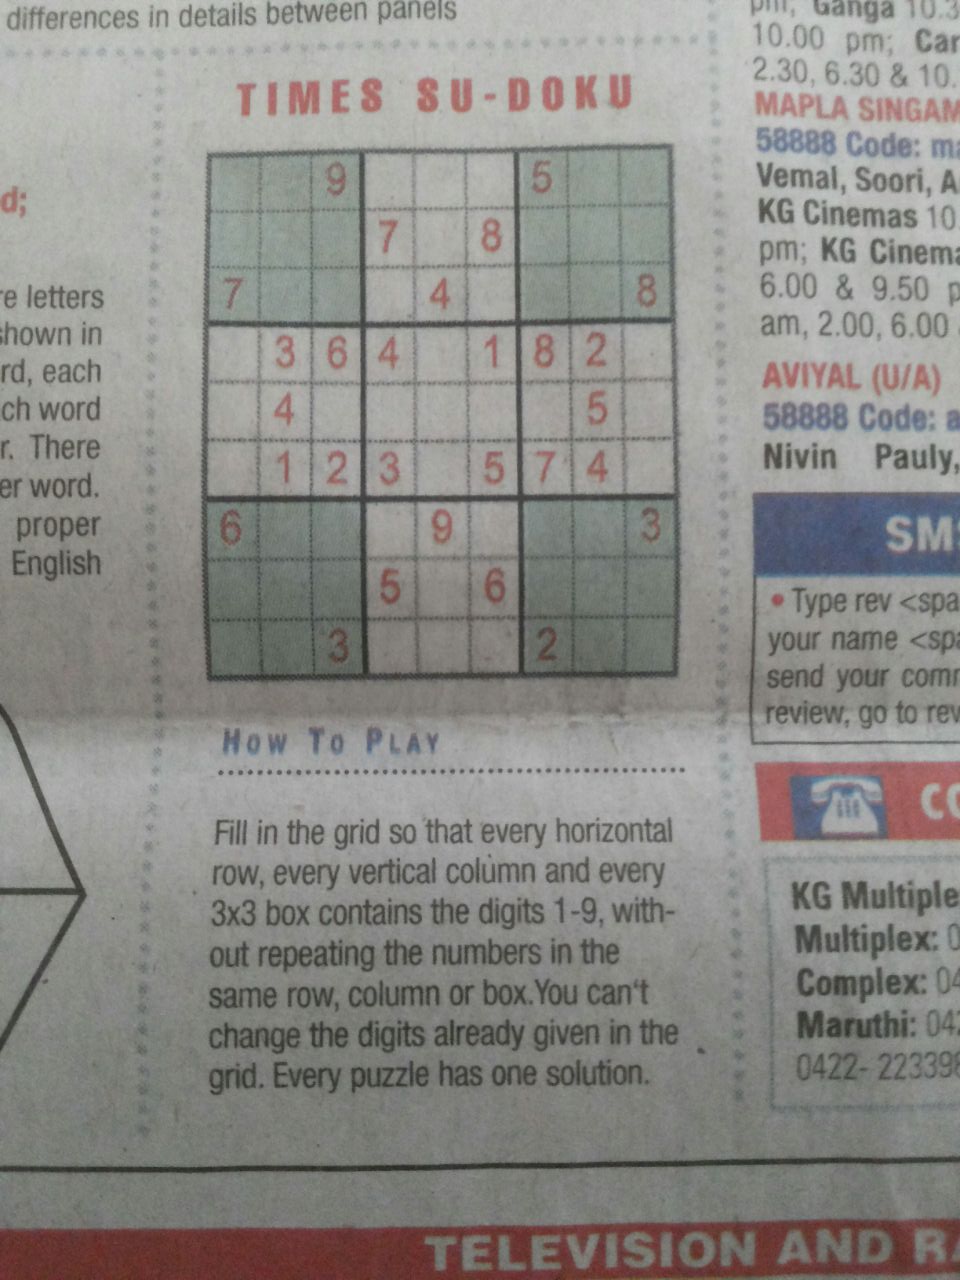 differences in details between panels
TIMES SU-DOKU
9 5
7 8
7 4 8
3 6 4 1 8 2
4 5
1 2 3 5 7 4
6 9 3
5 6
3 2
HOW TO PLAY
Fill in the grid so that every horizontal
row, every vertical column and every
3x3 box contains the digits 1-9, with-
out repeating the numbers in the
same row, column or box.You can't
change the digits already given in the
grid. Every puzzle has one solution.
d;
re letters
shown in
rd, each
ch word
r. There
er word.
proper
English
pm; Ganga 10.3
10.00 pm; Car
2.30, 6.30 & 10.
MAPLA SINGAM
58888 Code: ma
Vemal, Soori, A
KG Cinemas 10.
pm; KG Cinema
6.00 & 9.50 p
am, 2.00, 6.00
AVIYAL (U/A)
58888 Code: a
Nivin Pauly,
SMS
• Type rev <spa
your name <spa
send your comm
review, go to rev
CO
KG Multiple
Multiplex: 0
Complex: 04
Maruthi: 042
0422- 223398
TELEVISION AND RA